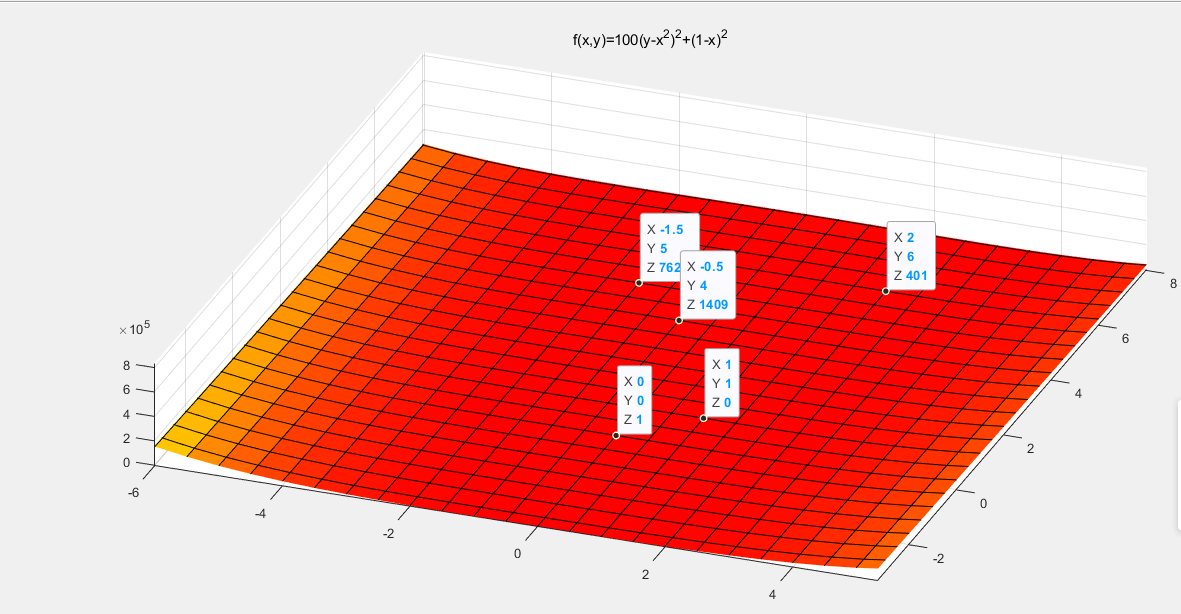 f(x,y)=100(y-x²)²+(1-x)²
X -1.5
Y 5
Z 762
X -0.5
Y 4
Z 1409
X 2
Y 6
Z 401
X 0
Y 0
Z 1
X 1
Y 1
Z 0
×10⁵
8
6
4
2
0
-6
-4
-2
0
2
4
8
6
4
2
0
-2